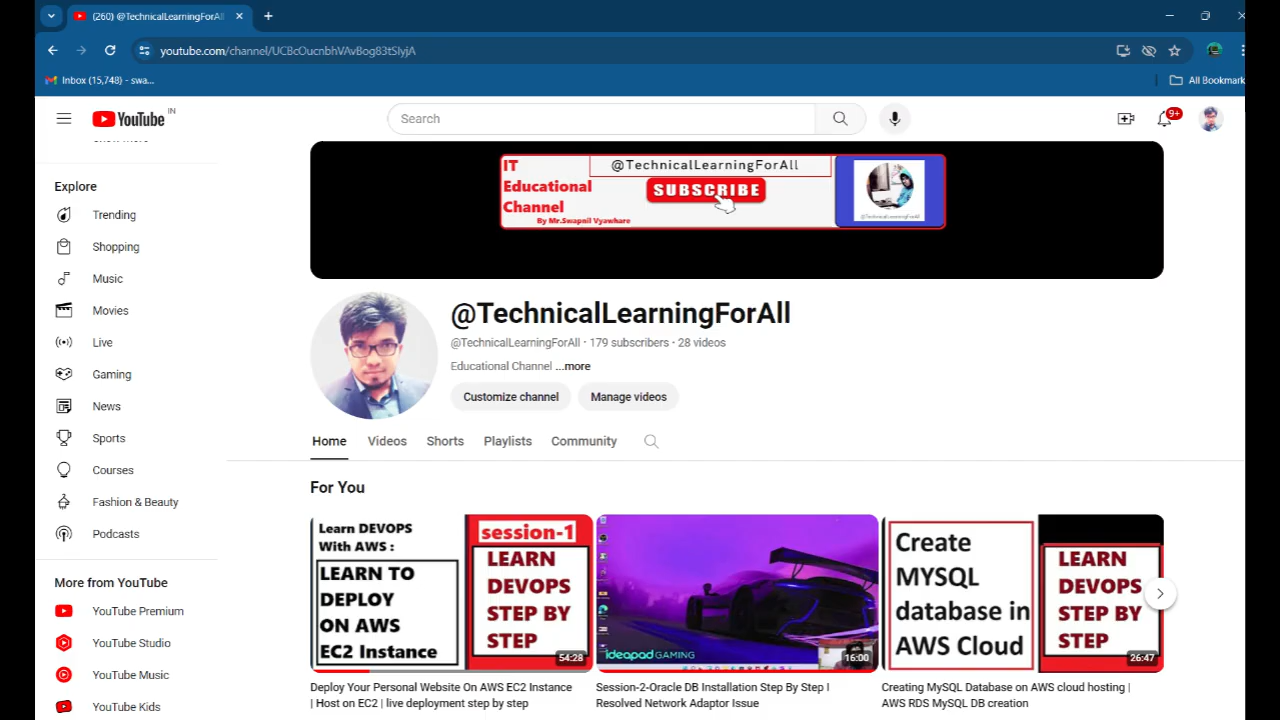 (260) @TechnicalLearningForAll
youtube.com/channel/UCBcOucnbhVAvBog83tSlyjA
Inbox (15,748) - swa...
All Bookmark
YouTube IN
Search
9+
Explore
Trending
Shopping
Music
Movies
Live
Gaming
News
Sports
Courses
Fashion & Beauty
Podcasts
More from YouTube
YouTube Premium
YouTube Studio
YouTube Music
YouTube Kids
IT
Educational
Channel
By Mr.Swapnil Vyawhare
@TechnicalLearningForAll
SUBSCRIBE
@TechnicalLearningForAll
@TechnicalLearningForAll
@TechnicalLearningForAll · 179 subscribers · 28 videos
Educational Channel ...more
Customize channel
Manage videos
Home Videos Shorts Playlists Community
For You
Learn DEVOPS
With AWS :
LEARN TO
DEPLOY
ON AWS
EC2 Instance
session-1
LEARN
DEVOPS
STEP BY
STEP
54:28
Deploy Your Personal Website On AWS EC2 Instance
| Host on EC2 | live deployment step by step
ideapad GAMING
16:00
Session-2-Oracle DB Installation Step By Step I
Resolved Network Adaptor Issue
Create
MYSQL
database in
AWS Cloud
LEARN
DEVOPS
STEP BY
STEP
26:47
Creating MySQL Database on AWS cloud hosting |
AWS RDS MySQL DB creation